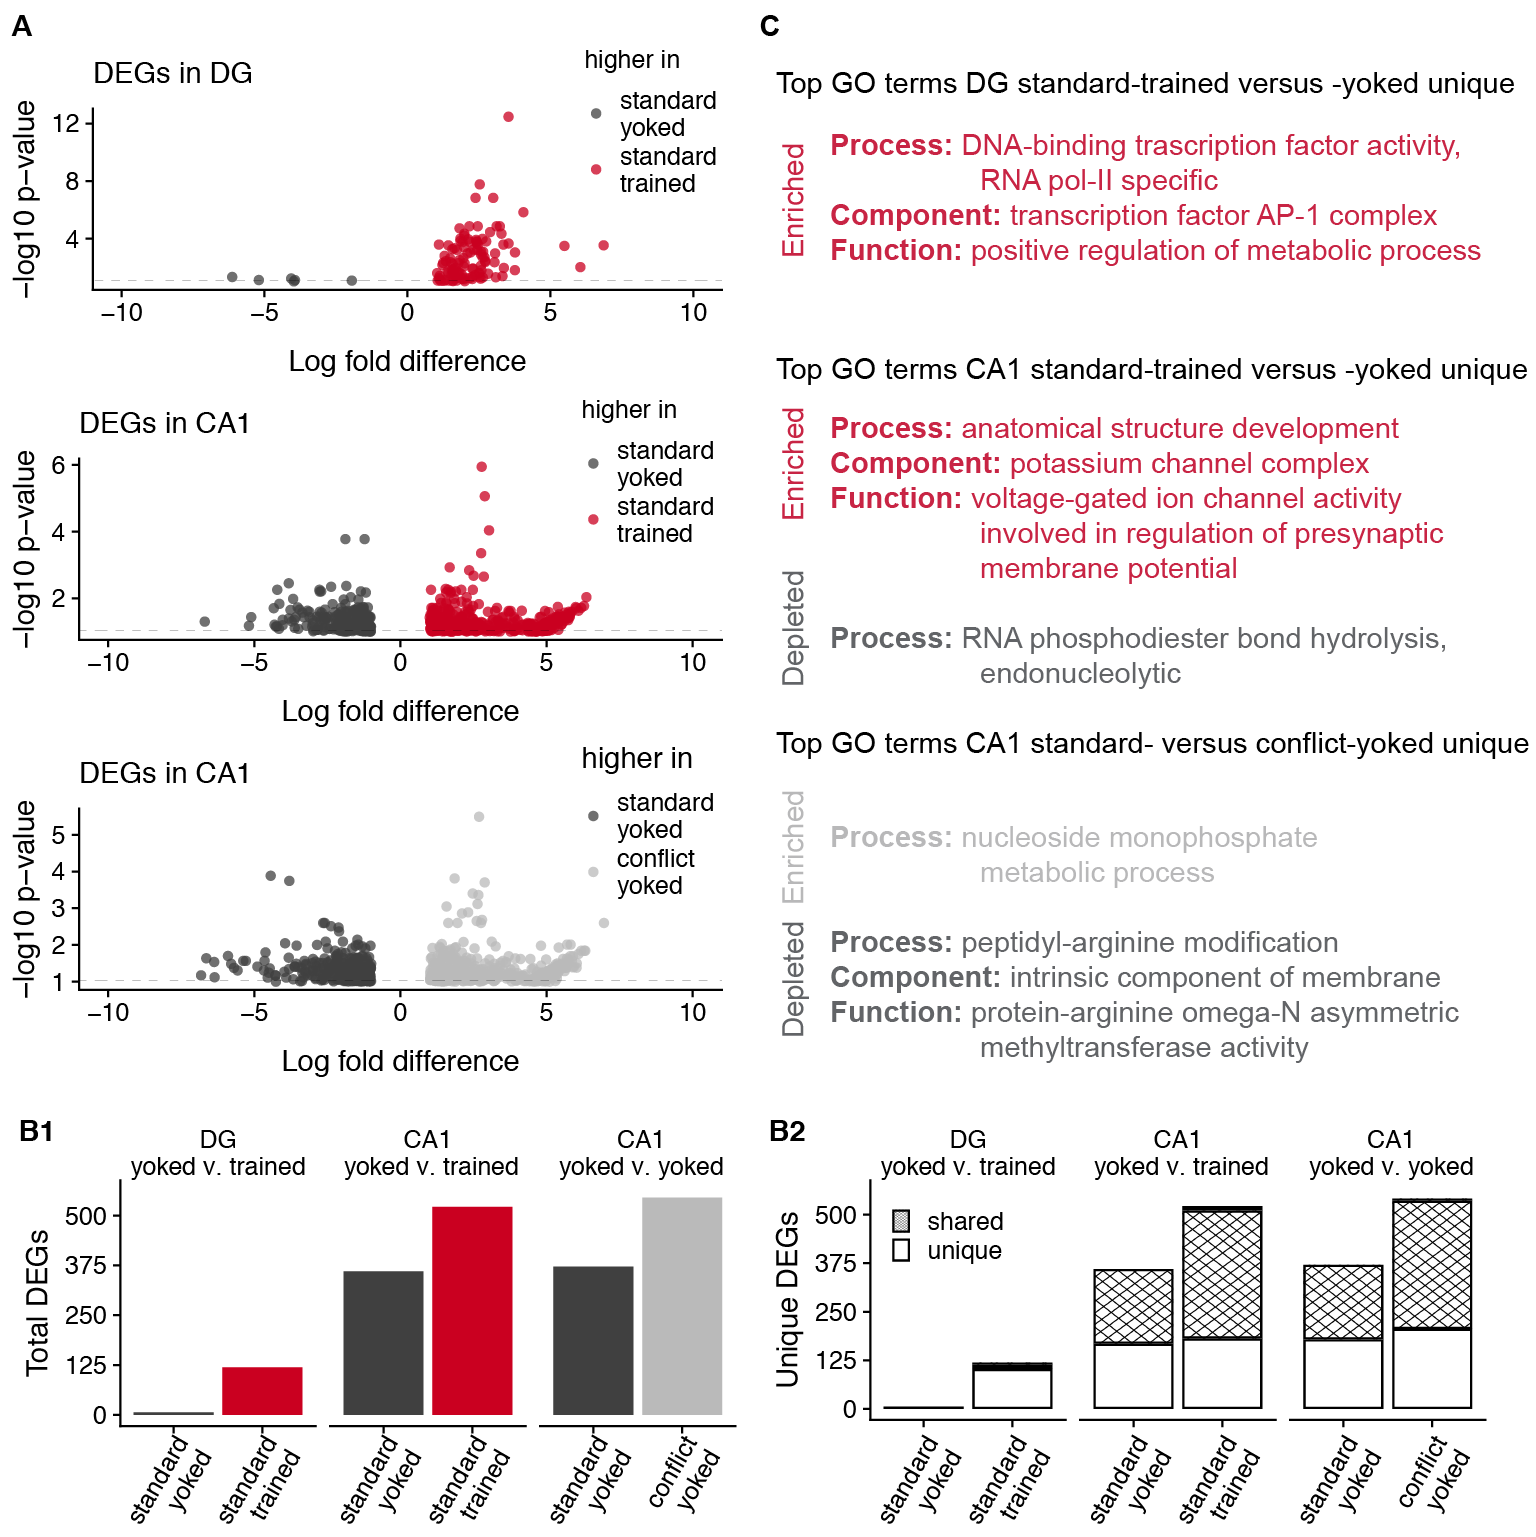 A
DEGs in DG
higher in
standard
yoked
standard
trained
−log10 p−value
12
8
4
−10
−5
0
5
10
Log fold difference
DEGs in CA1
higher in
standard
yoked
standard
trained
−log10 p−value
6
4
2
−10
−5
0
5
10
Log fold difference
DEGs in CA1
higher in
standard
yoked
conflict
yoked
−log10 p−value
5
4
3
2
1
−10
−5
0
5
10
Log fold difference
C
Top GO terms DG standard-trained versus -yoked unique
Enriched
Process: DNA-binding trascription factor activity,
RNA pol-II specific
Component: transcription factor AP-1 complex
Function: positive regulation of metabolic process
Top GO terms CA1 standard-trained versus -yoked unique
Enriched
Process: anatomical structure development
Component: potassium channel complex
Function: voltage-gated ion channel activity
involved in regulation of presynaptic
membrane potential
Depleted
Process: RNA phosphodiester bond hydrolysis,
endonucleolytic
Top GO terms CA1 standard- versus conflict-yoked unique
Enriched
Process: nucleoside monophosphate
metabolic process
Depleted
Process: peptidyl-arginine modification
Component: intrinsic component of membrane
Function: protein-arginine omega-N asymmetric
methyltransferase activity
B1
DG
yoked v. trained
CA1
yoked v. trained
CA1
yoked v. yoked
Total DEGs
500
375
250
125
0
standard
yoked
standard
trained
standard
yoked
standard
trained
standard
yoked
conflict
yoked
B2
DG
yoked v. trained
CA1
yoked v. trained
CA1
yoked v. yoked
shared
unique
Unique DEGs
500
375
250
125
0
standard
yoked
standard
trained
standard
yoked
standard
trained
standard
yoked
conflict
yoked